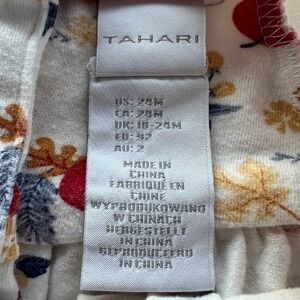 TAHARI
US: 24M
CA: 24M
UK: 18-24M
EU: 92
AU: 2
MADE IN
CHINA
FABRIQUÉ EN
CHINE
WYPRODUKOWANO
W CHINACH
HERGESTELLT
IN CHINA
GEPRODUCEERD
IN CHINA